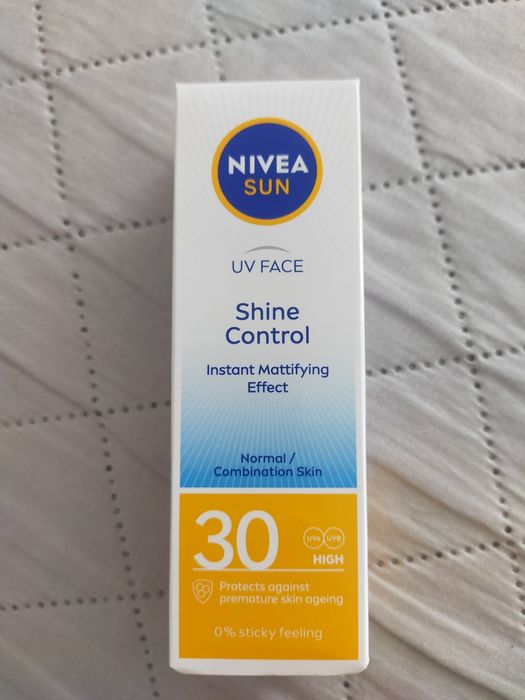 NIVEA
SUN
UV FACE
Shine
Control
Instant Mattifying
Effect
Normal /
Combination Skin
30
UVA UVB
HIGH
Protects against
premature skin ageing
0% sticky feeling